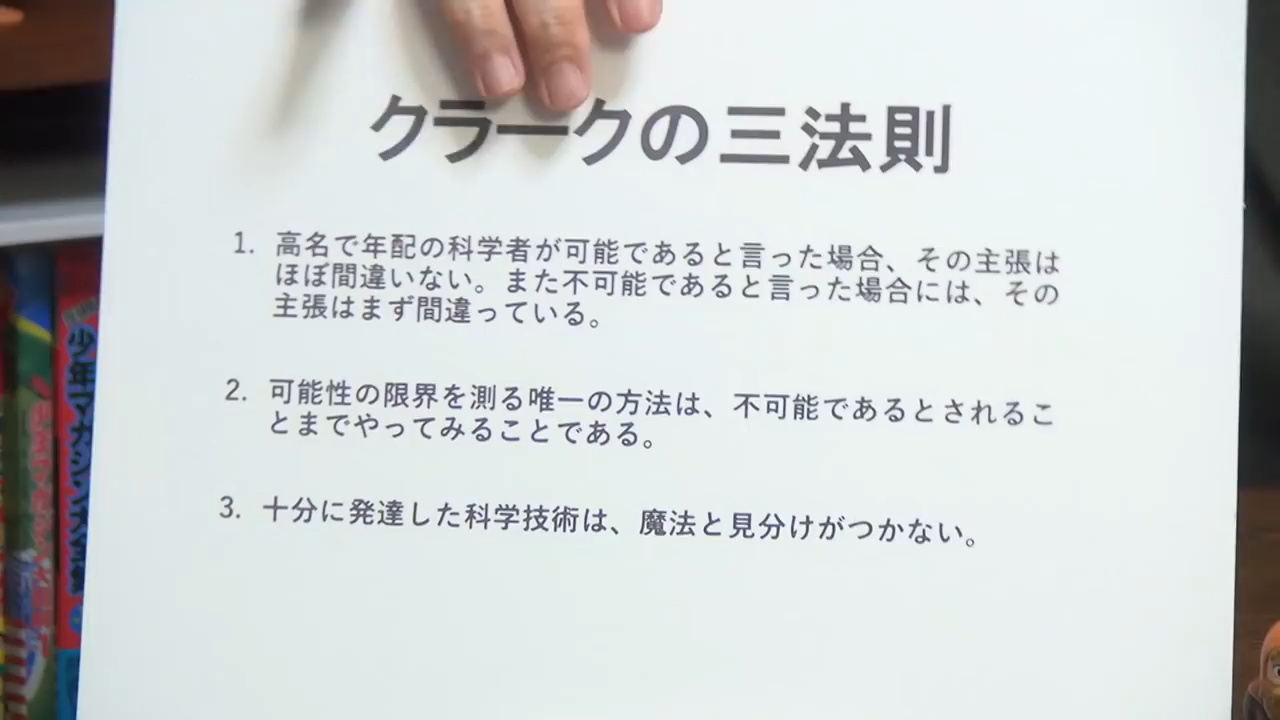 クラークの三法則
1. 高名で年配の科学者が可能であると言った場合、その主張は
ほぼ間違いない。また不可能であると言った場合には、その
主張はまず間違っている。
2. 可能性の限界を測る唯一の方法は、不可能であるとされるこ
とまでやってみることである。
3. 十分に発達した科学技術は、魔法と見分けがつかない。
少年マガジン